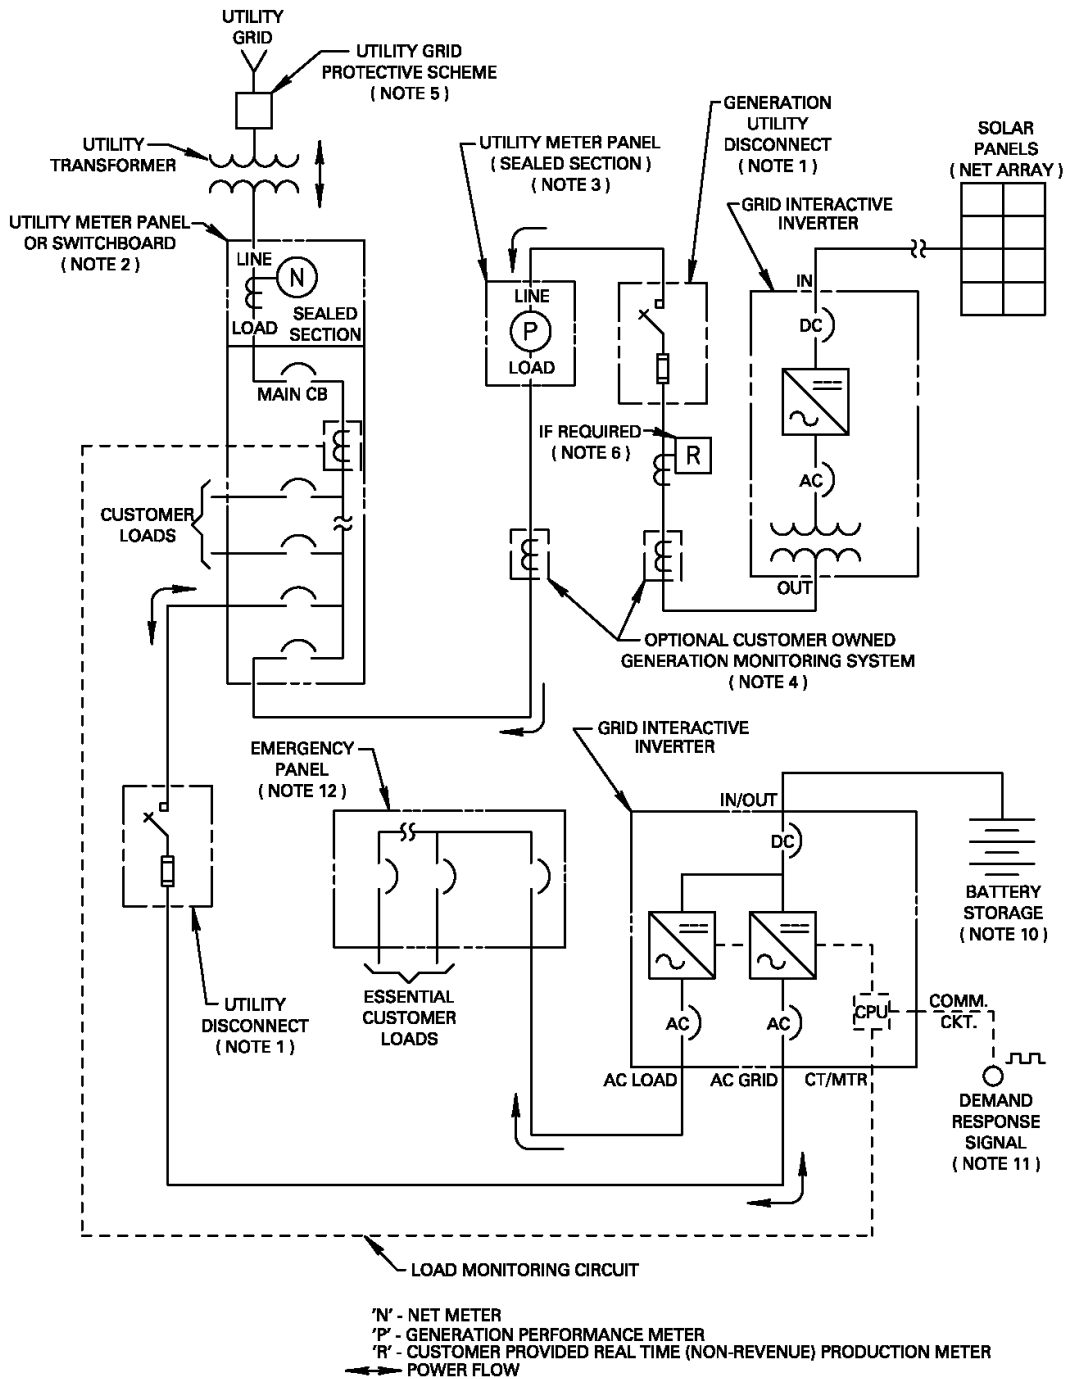 UTILITY
GRID
UTILITY GRID
PROTECTIVE SCHEME
( NOTE 5 )
UTILITY
TRANSFORMER
UTILITY METER PANEL
OR SWITCHBOARD
( NOTE 2 )
LINE
N
LOAD
SEALED
SECTION
MAIN CB
CUSTOMER
LOADS
UTILITY METER PANEL
( SEALED SECTION )
( NOTE 3 )
LINE
P
LOAD
GENERATION
UTILITY
DISCONNECT
( NOTE 1 )
IF REQUIRED
( NOTE 6 )
R
GRID INTERACTIVE
INVERTER
IN
DC
AC
OUT
SOLAR
PANELS
( NET ARRAY )
OPTIONAL CUSTOMER OWNED
GENERATION MONITORING SYSTEM
( NOTE 4 )
EMERGENCY
PANEL
( NOTE 12 )
ESSENTIAL
CUSTOMER
LOADS
UTILITY
DISCONNECT
( NOTE 1 )
GRID INTERACTIVE
INVERTER
IN/OUT
DC
AC
AC
CPU
AC LOAD
AC GRID
CT/MTR
BATTERY
STORAGE
( NOTE 10 )
COMM.
CKT.
DEMAND
RESPONSE
SIGNAL
( NOTE 11 )
LOAD MONITORING CIRCUIT
'N' - NET METER
'P' - GENERATION PERFORMANCE METER
'R' - CUSTOMER PROVIDED REAL TIME (NON-REVENUE) PRODUCTION METER
POWER FLOW